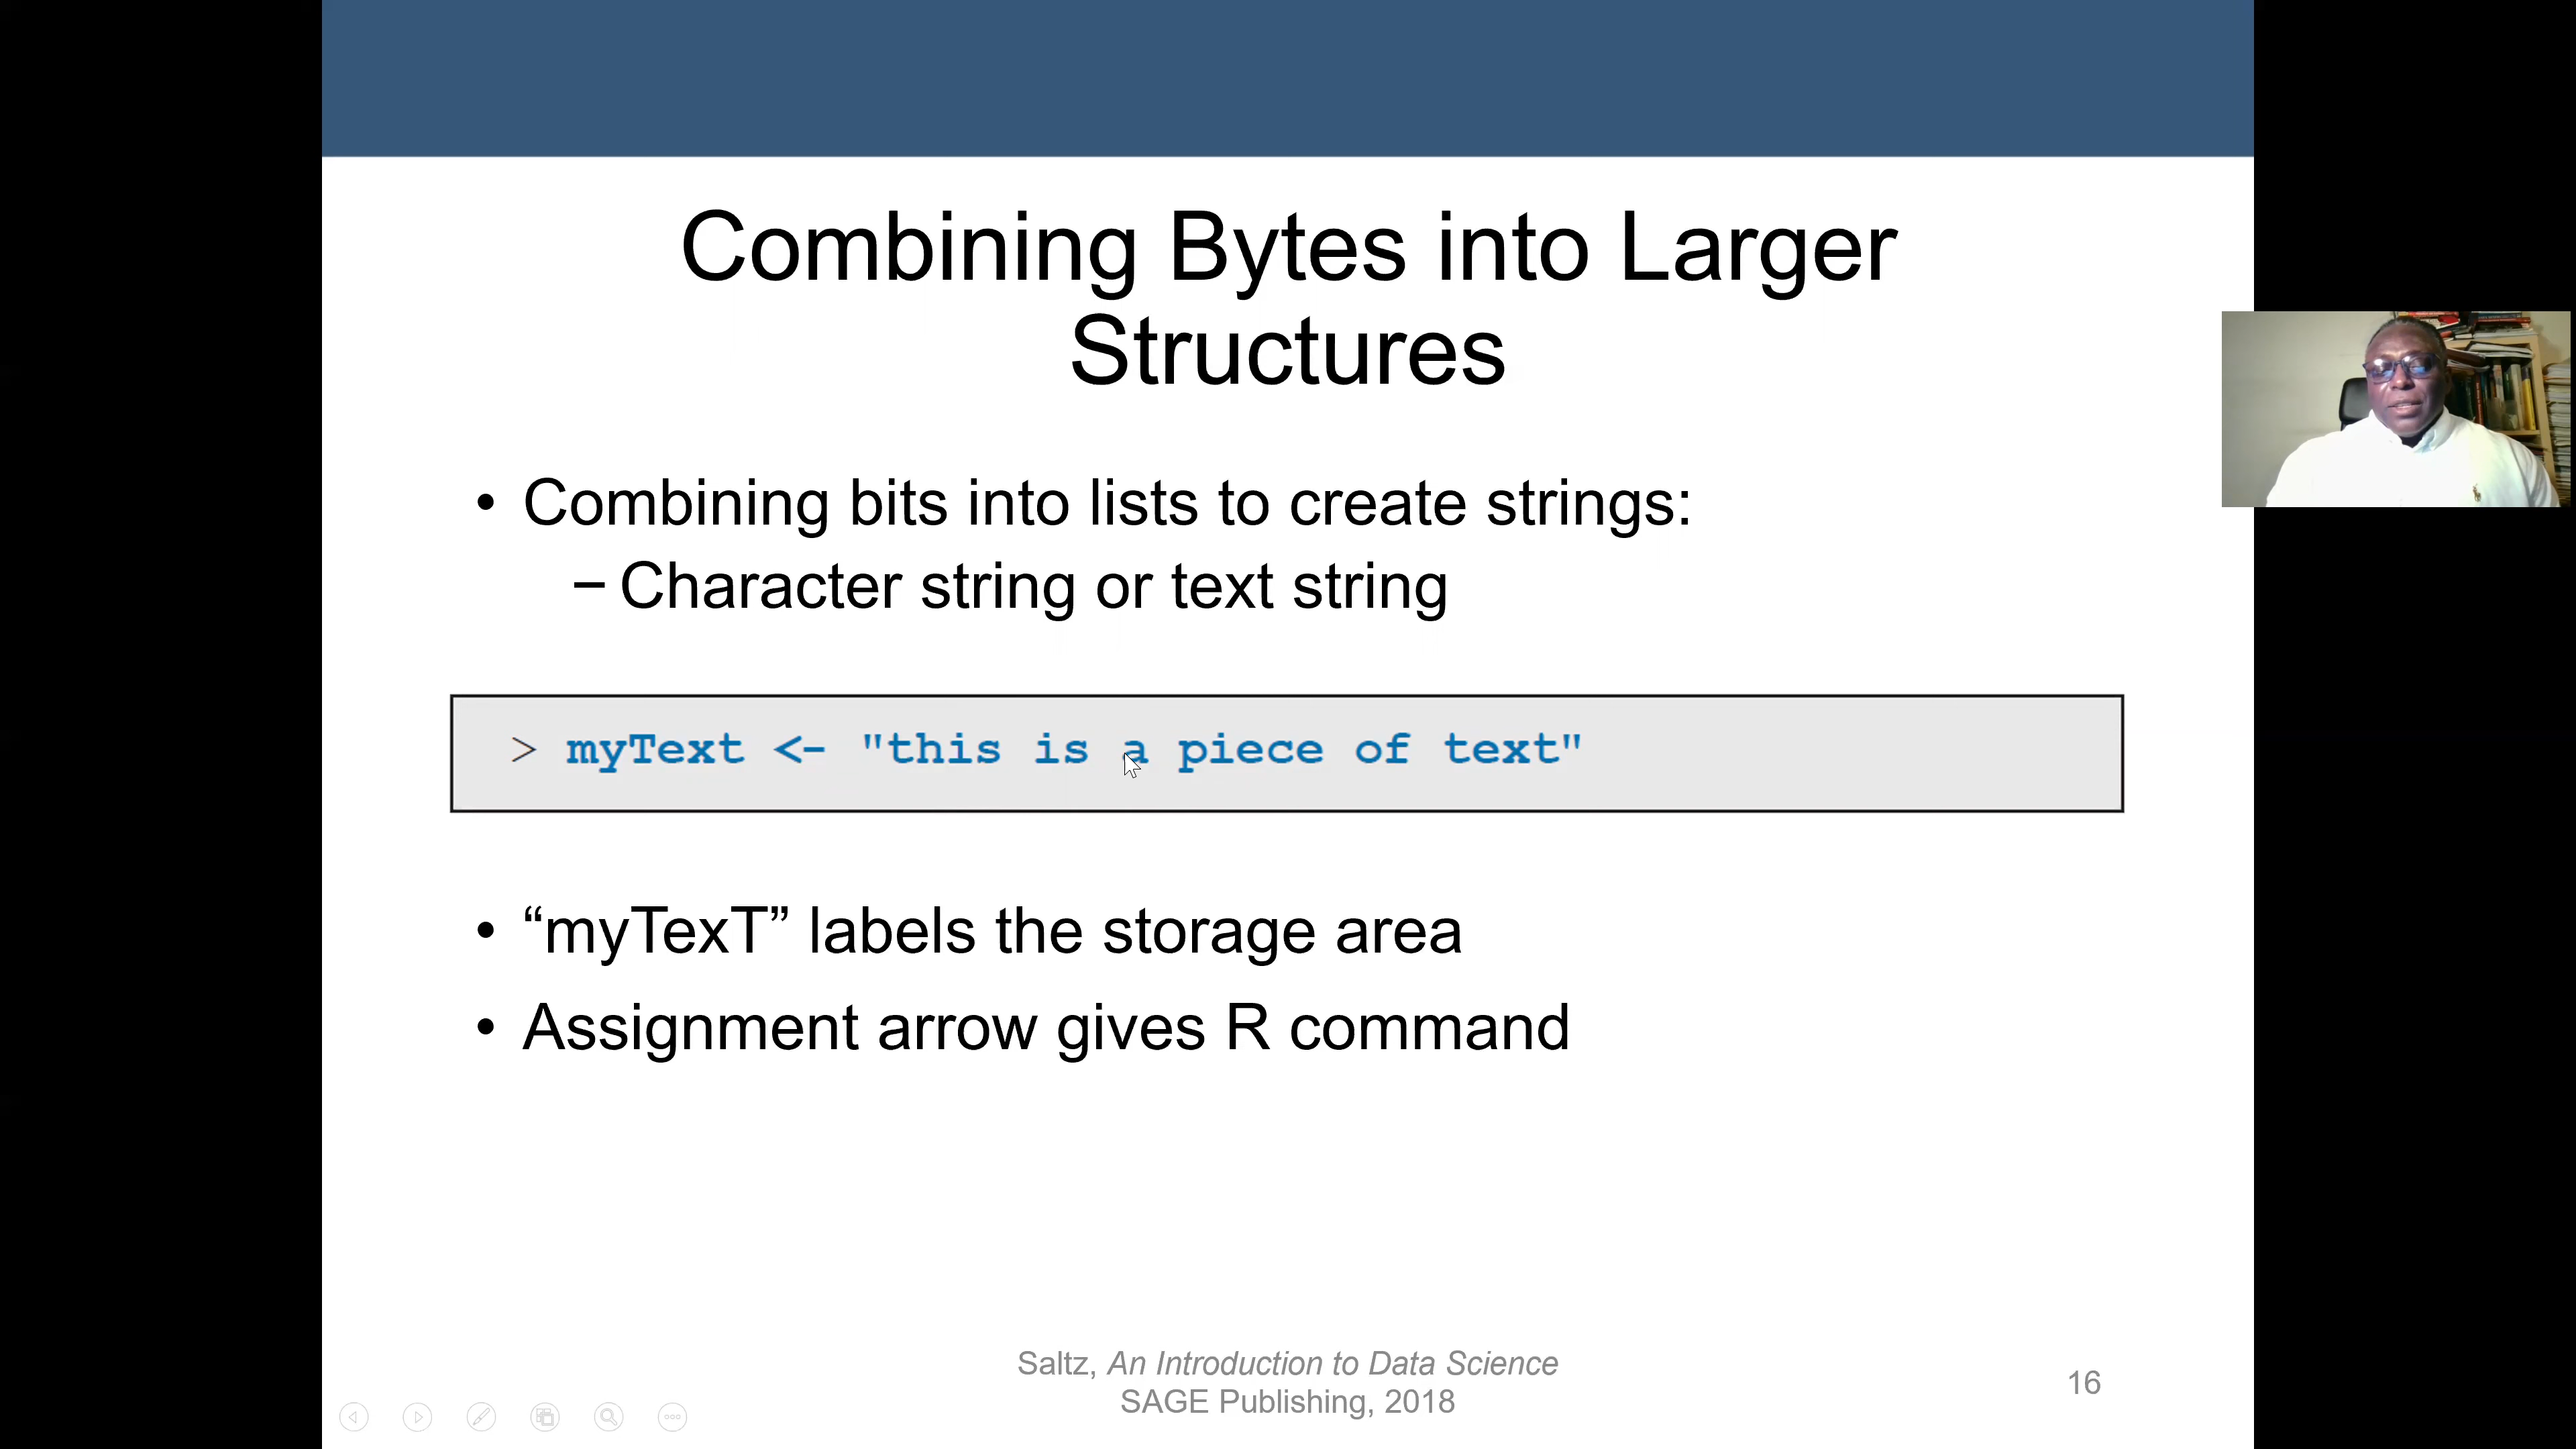 Combining Bytes into Larger
Structures
• Combining bits into lists to create strings:
− Character string or text string
> myText <- "this is a piece of text"
• “myTexT” labels the storage area
• Assignment arrow gives R command
Saltz, An Introduction to Data Science
SAGE Publishing, 2018
16